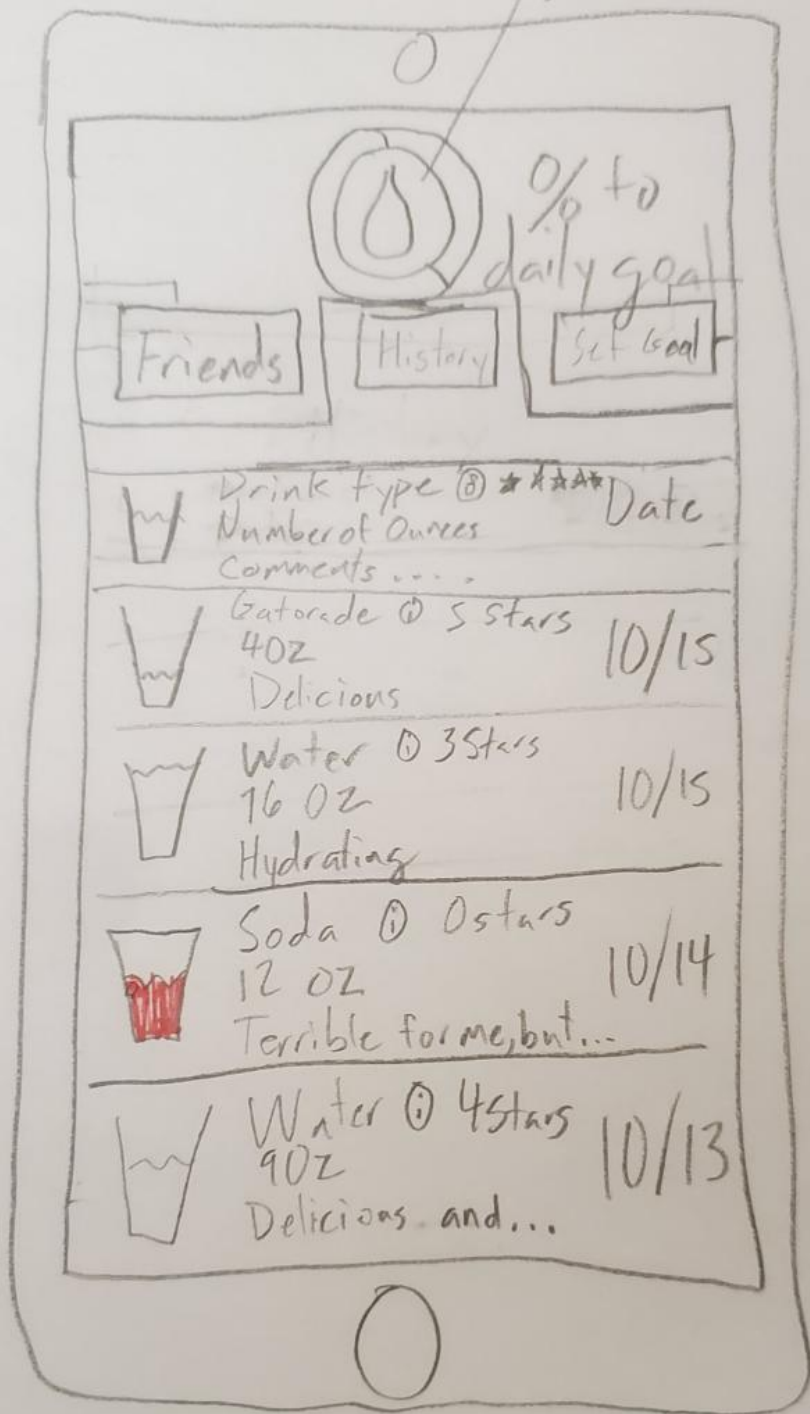 % to
daily goal
Friends
History
Set Goal
Drink type ⓘ ★★★★★ Date
Number of Ounces
Comments ....
Gatorade ⓘ 5 Stars
4OZ
10/15
Delicious
Water ⓘ 3 Stars
16 OZ
10/15
Hydrating
Soda ⓘ 0 stars
12 OZ
10/14
Terrible for me, but...
Water ⓘ 4 Stars
9OZ
10/13
Delicious and...